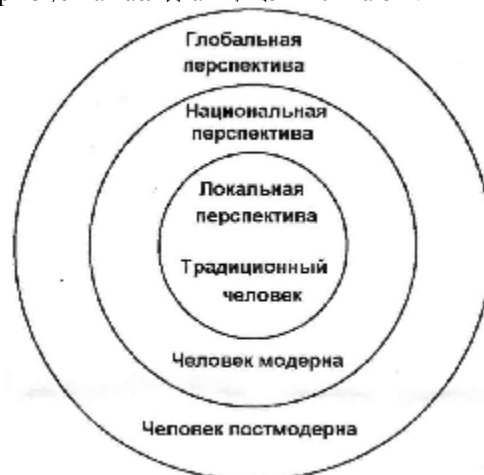 Глобальная
перспектива
Национальная
перспектива
Локальная
перспектива
Традиционный
человек
Человек модерна
Человек постмодерна